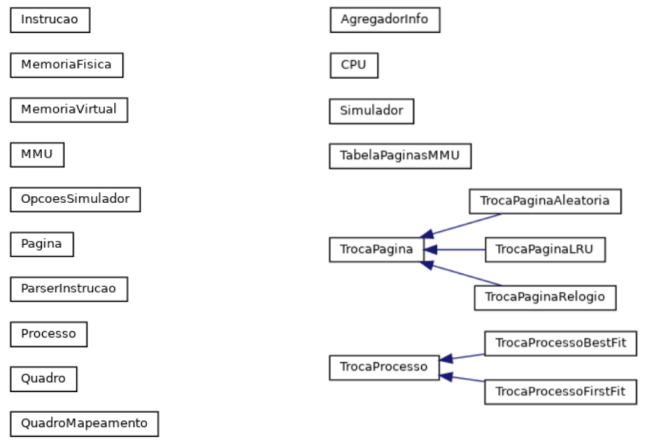 Instrucao
MemoriaFisica
MemoriaVirtual
MMU
OpcoesSimulador
Pagina
ParserInstrucao
Processo
Quadro
QuadroMapeamento
AgregadorInfo
CPU
Simulador
TabelaPaginasMMU
TrocaPagina
TrocaPaginaAleatoria
TrocaPaginaLRU
TrocaPaginaRelogio
TrocaProcesso
TrocaProcessoBestFit
TrocaProcessoFirstFit